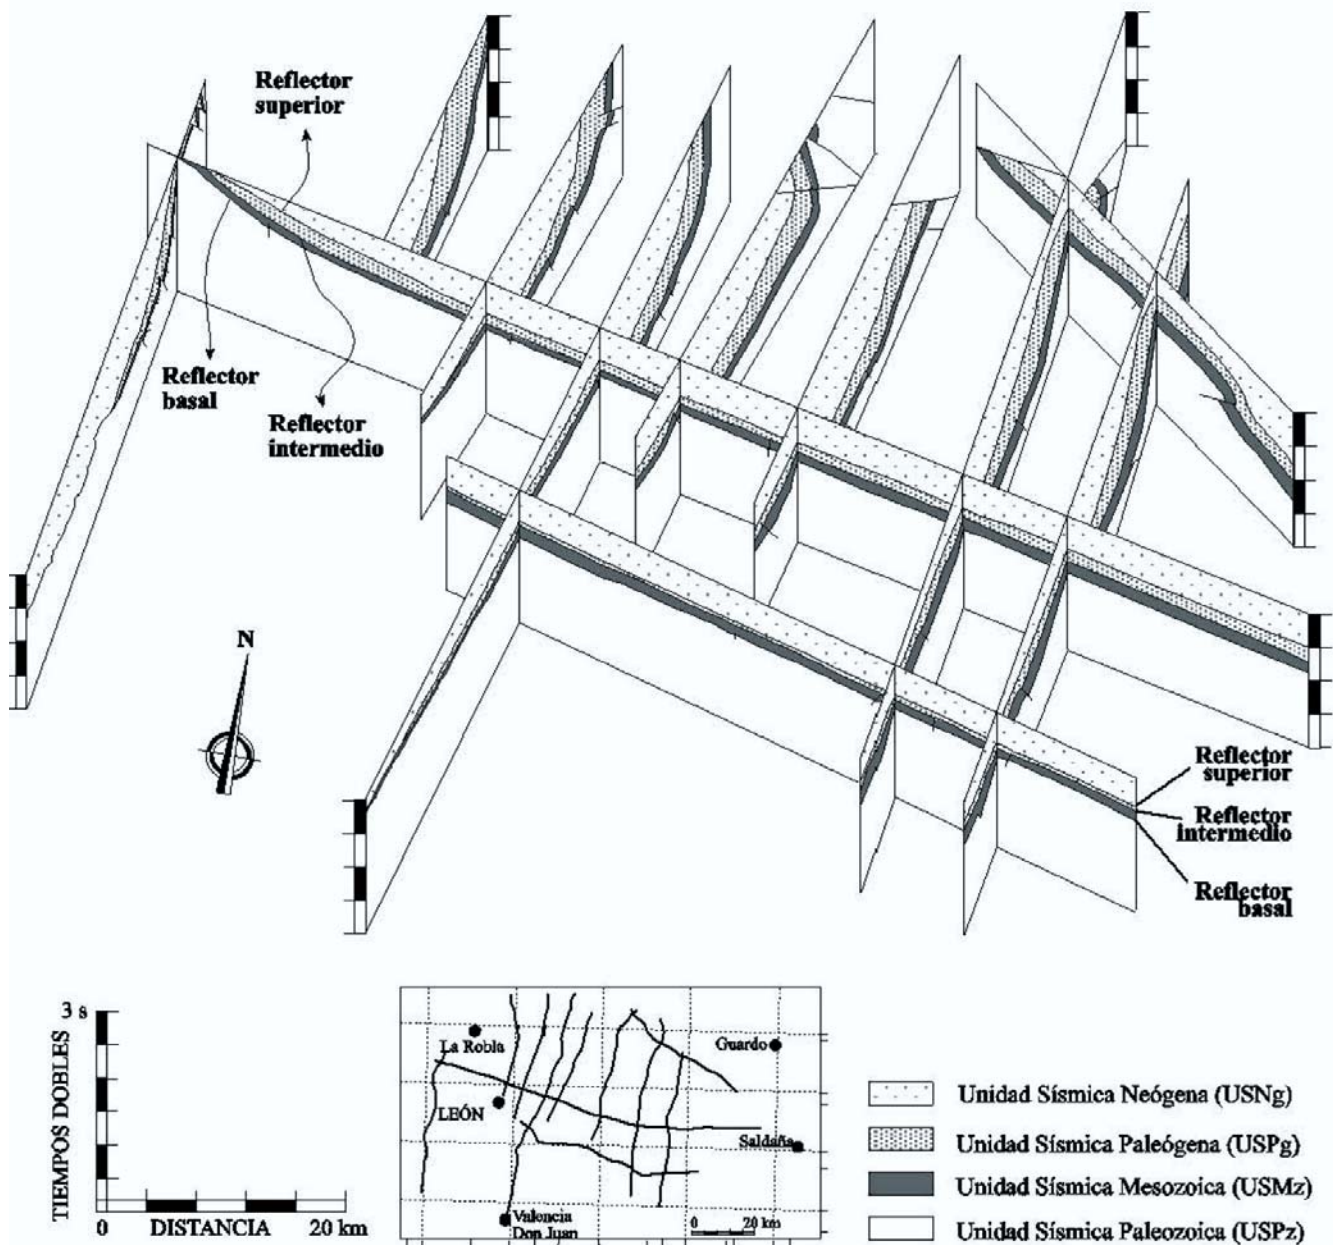 Reflector
superior
Reflector
basal
Reflector
intermedio
N
Reflector
superior
Reflector
intermedio
Reflector
basal
3 s
TIEMPOS DOBLES
0
DISTANCIA
20 km
La Robla
Guardo
LEÓN
Saldaña
Valencia
Don Juan
0
20 km
Unidad Sísmica Neógena (USNg)
Unidad Sísmica Paleógena (USPg)
Unidad Sísmica Mesozoica (USMz)
Unidad Sísmica Paleozoica (USPz)